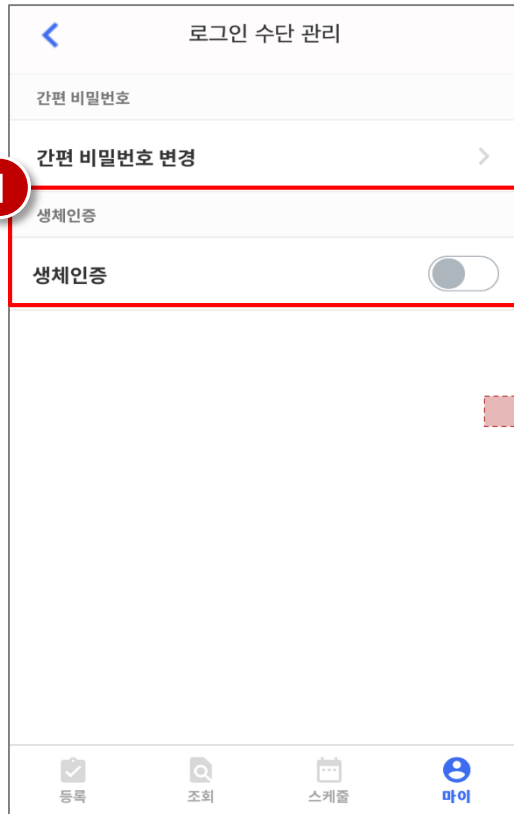 로그인 수단 관리
간편 비밀번호
간편 비밀번호 변경
생체인증
생체인증
등록
조회
스케줄
마이